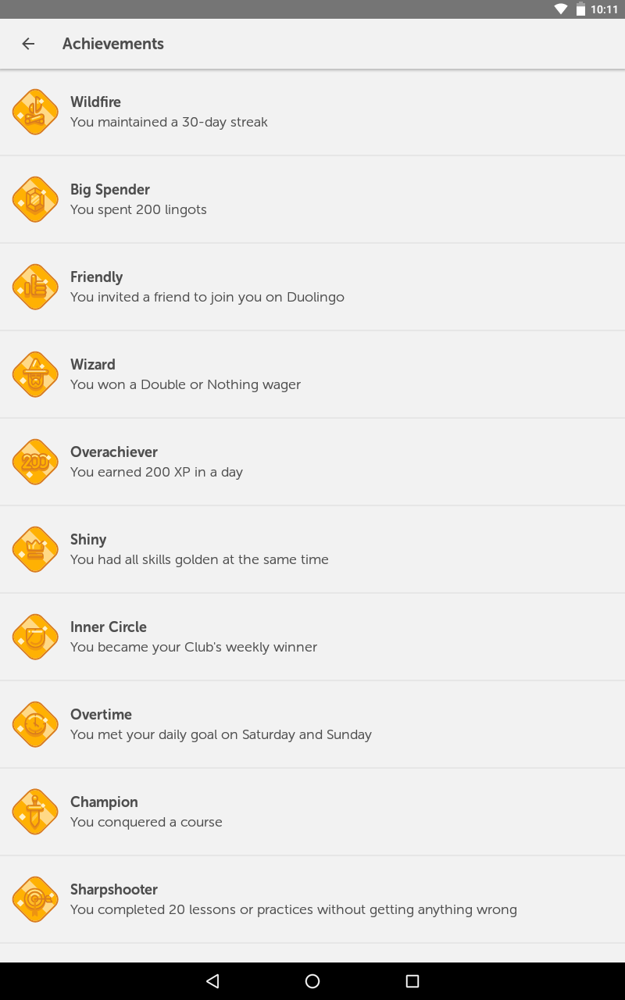 10:11
Achievements
Wildfire
You maintained a 30-day streak
Big Spender
You spent 200 lingots
Friendly
You invited a friend to join you on Duolingo
Wizard
You won a Double or Nothing wager
200
Overachiever
You earned 200 XP in a day
Shiny
You had all skills golden at the same time
Inner Circle
You became your Club's weekly winner
Overtime
You met your daily goal on Saturday and Sunday
Champion
You conquered a course
Sharpshooter
You completed 20 lessons or practices without getting anything wrong